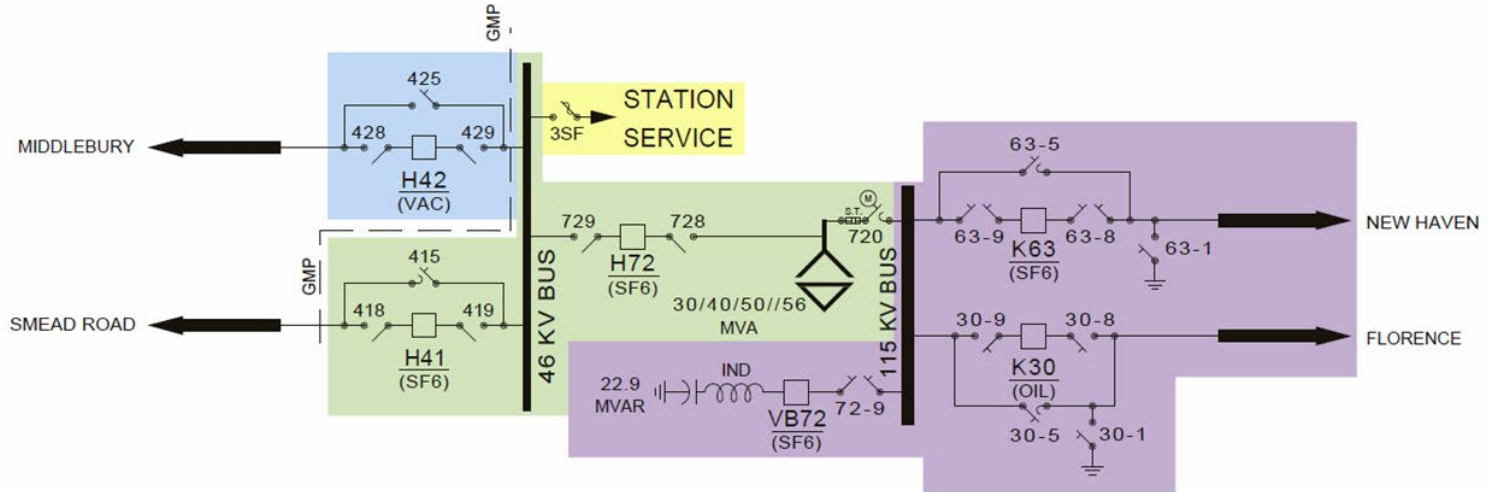 GMP
425
428
429
H42
(VAC)
MIDDLEBURY
3SF
STATION
SERVICE
GMP
415
418
419
H41
(SF6)
SMEAD ROAD
46 KV BUS
729
728
H72
(SF6)
S.T.
M
720
30/40/50//56
MVA
115 KV BUS
22.9
MVAR
IND
VB72
(SF6)
72-9
63-5
63-9
63-8
K63
(SF6)
63-1
NEW HAVEN
30-9
30-8
K30
(OIL)
30-5
30-1
FLORENCE